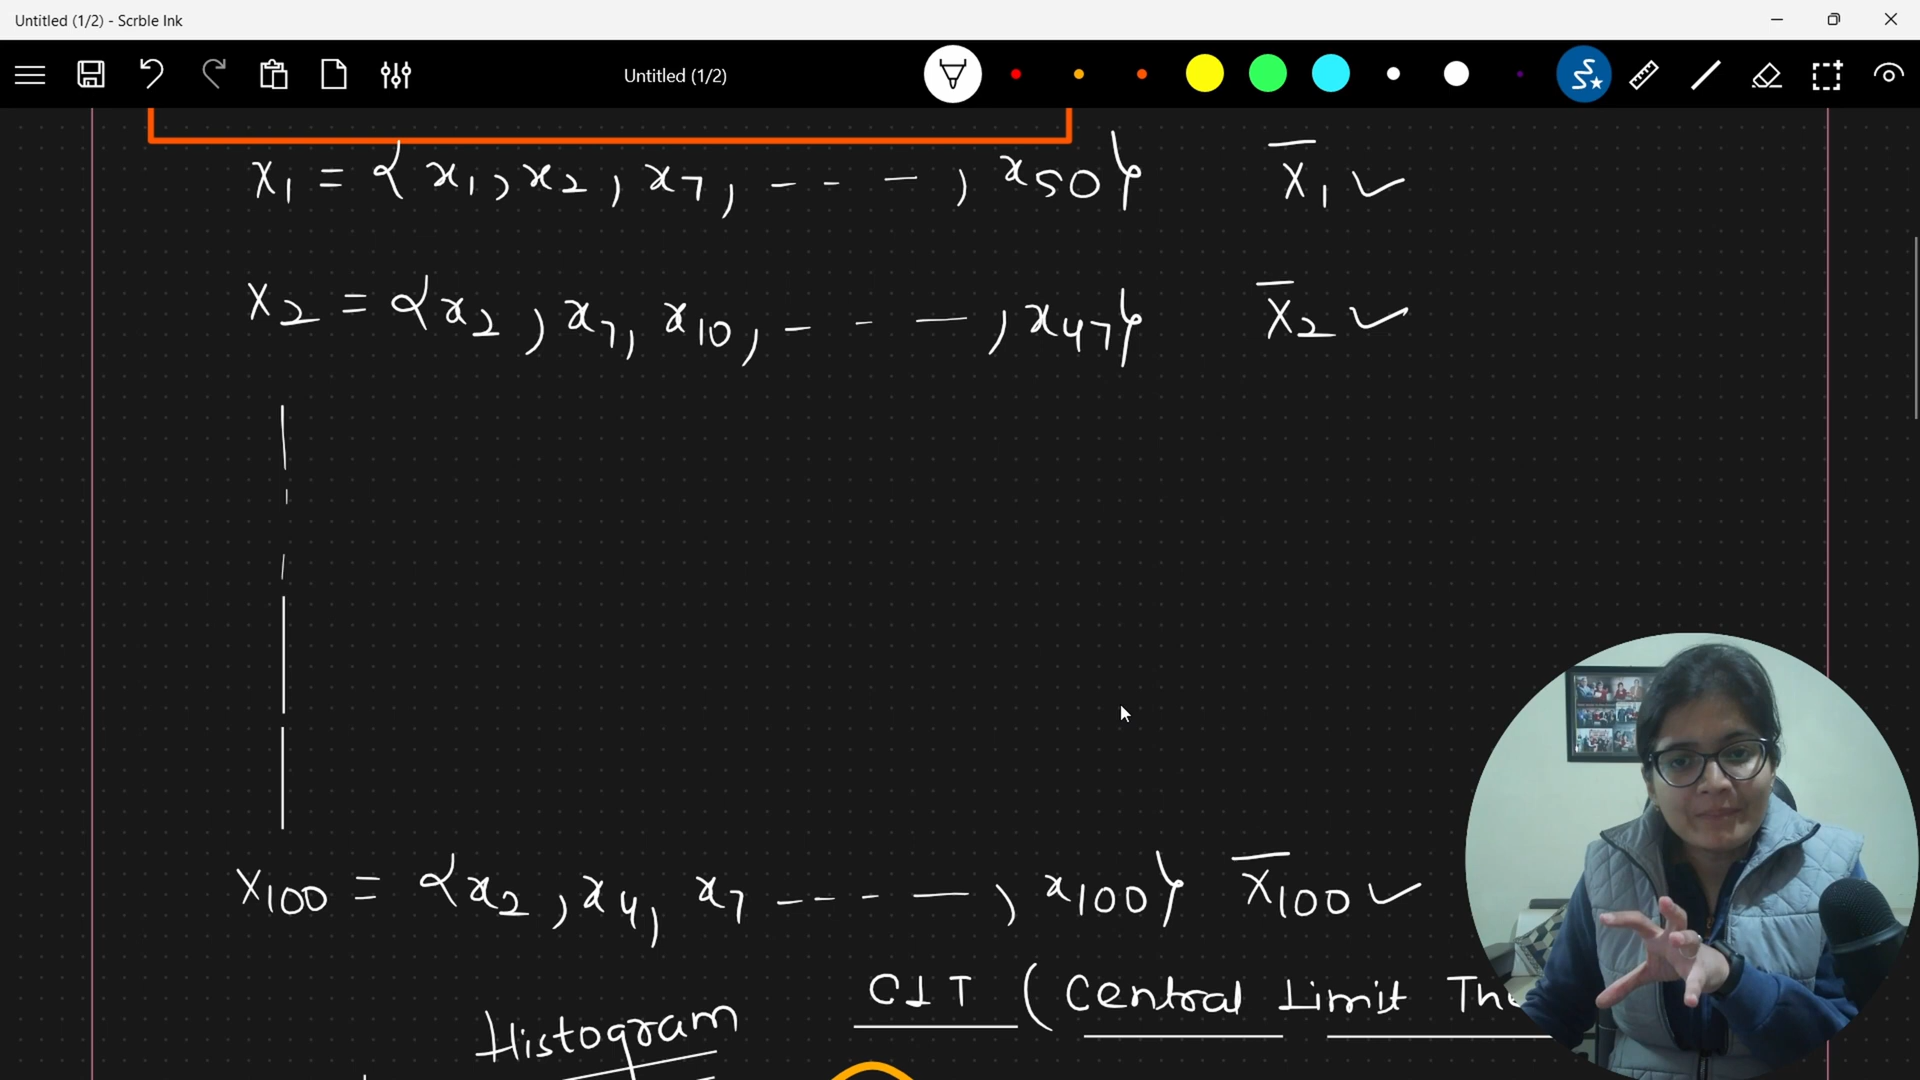 Untitled (1/2) - Scrble Ink
Untitled (1/2)
X1 = {x1, x2, x7, - - - -, x50} X̄1 ✓
X2 = {x2, x7, x10, - - -, x47} X̄2 ✓
X100 = {x2, x4, x7 - - - - -, x100} X̄100 ✓
CLT (Central Limit The
Histogram